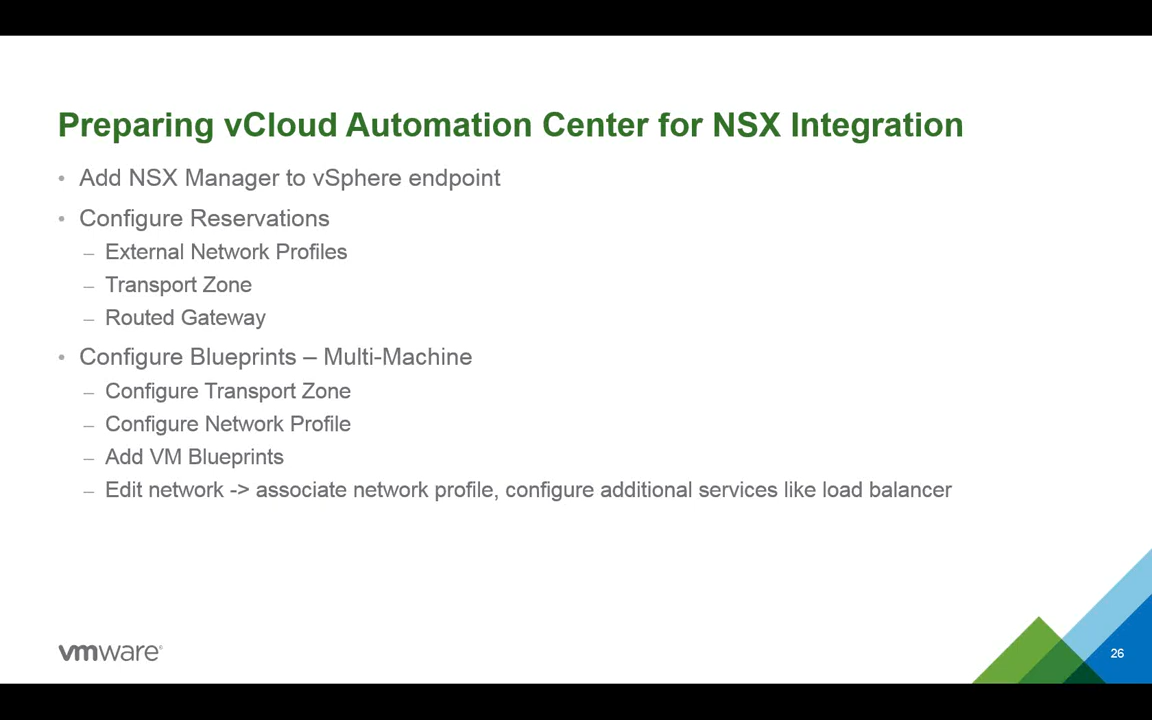 Preparing vCloud Automation Center for NSX Integration
• Add NSX Manager to vSphere endpoint
• Configure Reservations
– External Network Profiles
– Transport Zone
– Routed Gateway
• Configure Blueprints – Multi-Machine
– Configure Transport Zone
– Configure Network Profile
– Add VM Blueprints
– Edit network -> associate network profile, configure additional services like load balancer
vmware®
26